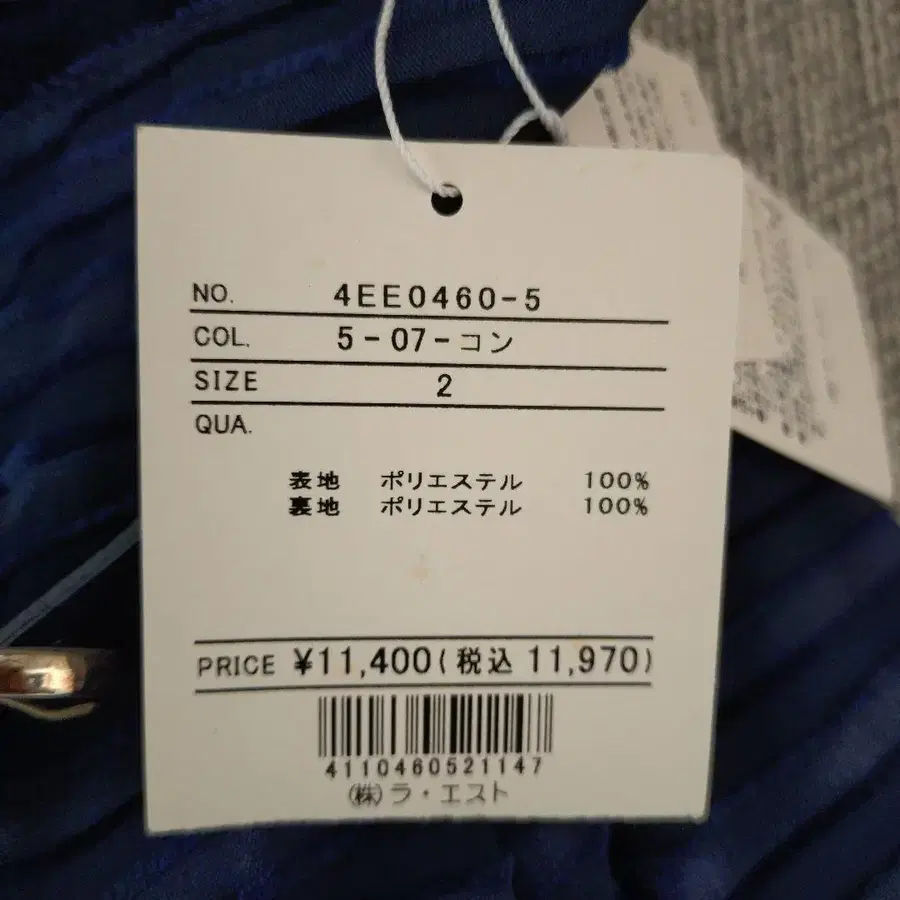 NO. 4EE0460-5
COL. 5-07-コン
SIZE 2
QUA.
表地 ポリエステル 100%
裏地 ポリエステル 100%
PRICE ¥11,400(税込 11,970)
4110460521147
(株)ラ・エスト